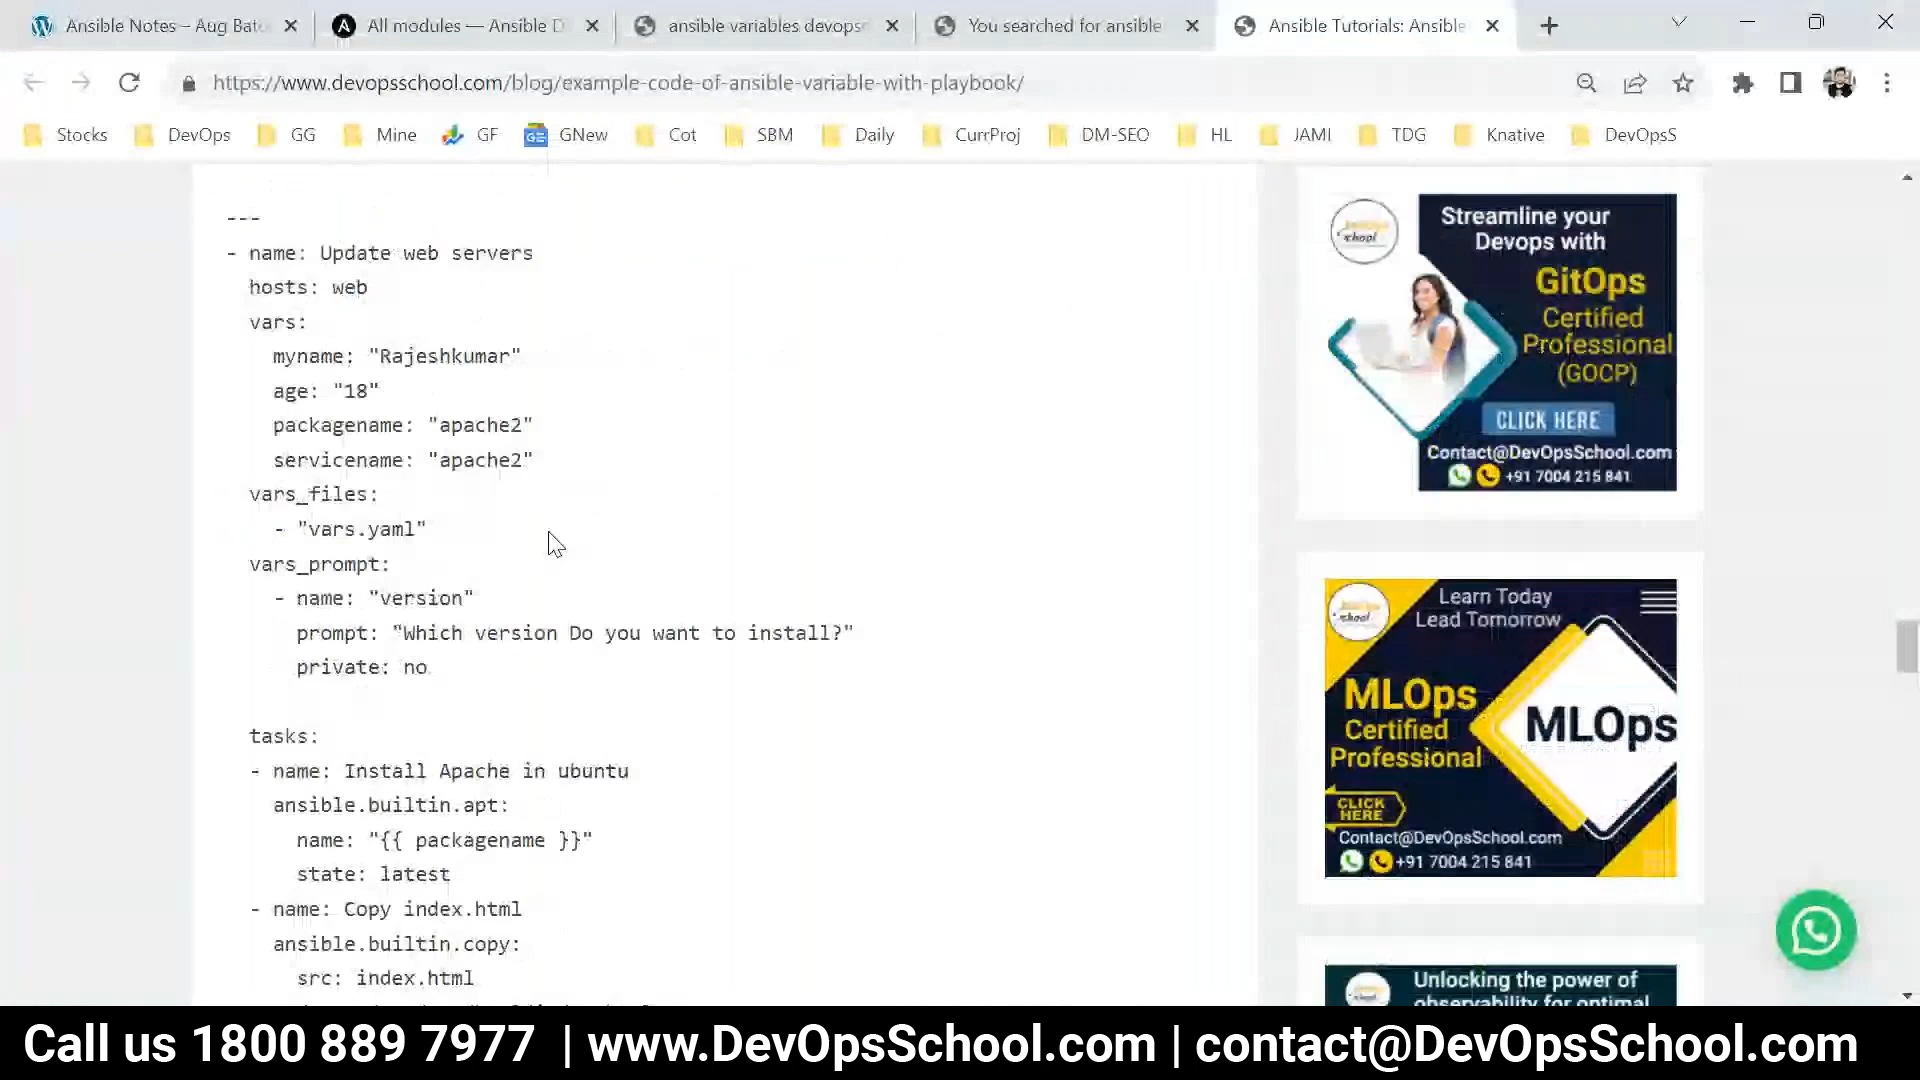 Ansible Notes – Aug Batc
All modules — Ansible D
ansible variables devops
You searched for ansible
Ansible Tutorials: Ansible
https://www.devopsschool.com/blog/example-code-of-ansible-variable-with-playbook/
Stocks
DevOps
GG
Mine
GF
GE
GNew
Cot
SBM
Daily
CurrProj
DM-SEO
HL
JAMI
TDG
Knative
DevOpsS
---
- name: Update web servers
hosts: web
vars:
myname: "Rajeshkumar"
age: "18"
packagename: "apache2"
servicename: "apache2"
vars_files:
- "vars.yaml"
vars_prompt:
- name: "version"
prompt: "Which version Do you want to install?"
private: no
tasks:
- name: Install Apache in ubuntu
ansible.builtin.apt:
name: "{{ packagename }}"
state: latest
- name: Copy index.html
ansible.builtin.copy:
src: index.html
Streamline your
Devops with
GitOps
Certified
Professional
(GOCP)
CLICK HERE
Contact@DevOpsSchool.com
+91 7004 215 841
Learn Today
Lead Tomorrow
MLOps
Certified
Professional
MLOps
CLICK
HERE
Contact@DevOpsSchool.com
+91 7004 215 841
Unlocking the power of
observability for optimal
Call us 1800 889 7977 | www.DevOpsSchool.com | contact@DevOpsSchool.com